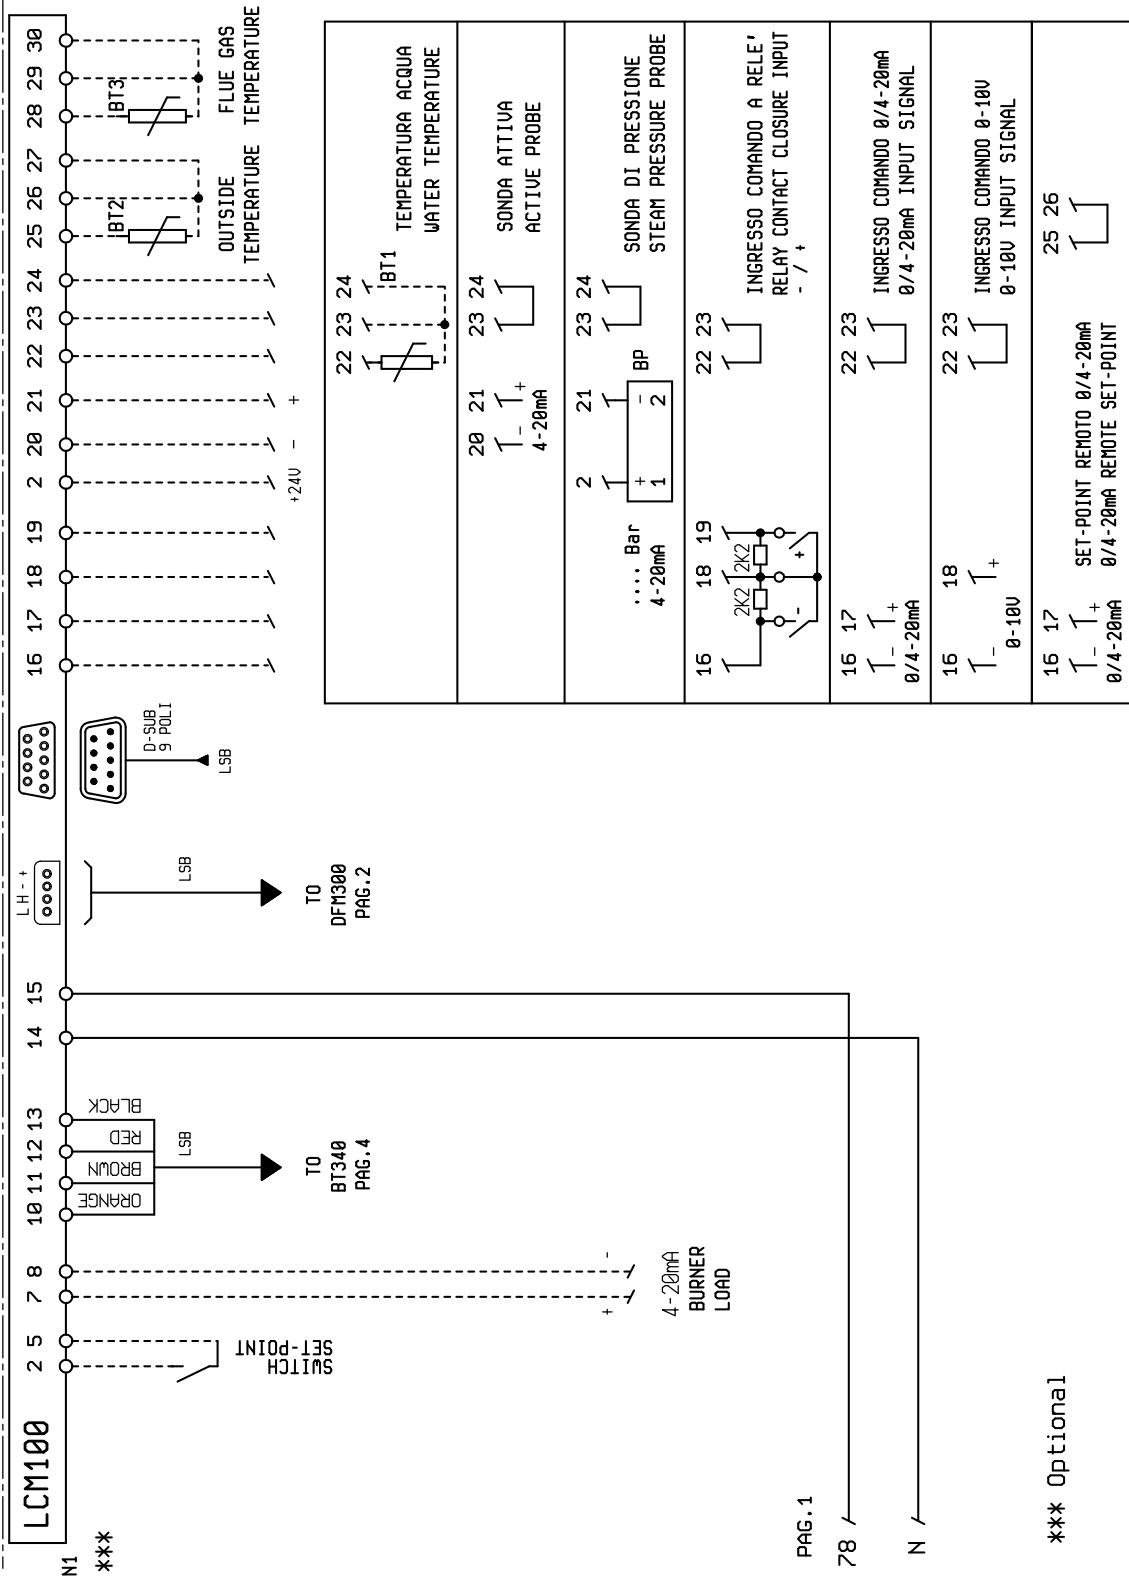 N1
***
LCM100
2 5 7 8 10 11 12 13 14 15
L H - +
16 17 18 19 2 20 21 22 23 24 25 26 27 28 29 30
ORANGE
BROWN
RED
BLACK
LSB
TO
BT340
PAG.4
SWITCH
SET-POINT
+ -
4-20mA
BURNER
LOAD
LSB
TO
DFM300
PAG.2
D-SUB
9 POLI
LSB
+24V - +
BT2
OUTSIDE
TEMPERATURE
BT3
FLUE GAS
TEMPERATURE
PAG.1
78
N
*** Optional
22 23 24
BT1
TEMPERATURA ACQUA
WATER TEMPERATURE
20 21 23 24
- +
4-20mA
SONDA ATTIVA
ACTIVE PROBE
2 21 23 24
.... Bar
4-20mA
+ -
1 2
BP
SONDA DI PRESSIONE
STEAM PRESSURE PROBE
16 18 19 22 23
2K2 2K2
- +
INGRESSO COMANDO A RELE'
RELAY CONTACT CLOSURE INPUT
- / +
16 17 22 23
- +
0/4-20mA
INGRESSO COMANDO 0/4-20mA
0/4-20mA INPUT SIGNAL
16 18 22 23
- +
0-10V
INGRESSO COMANDO 0-10V
0-10V INPUT SIGNAL
16 17 25 26
- +
0/4-20mA
SET-POINT REMOTO 0/4-20mA
0/4-20mA REMOTE SET-POINT